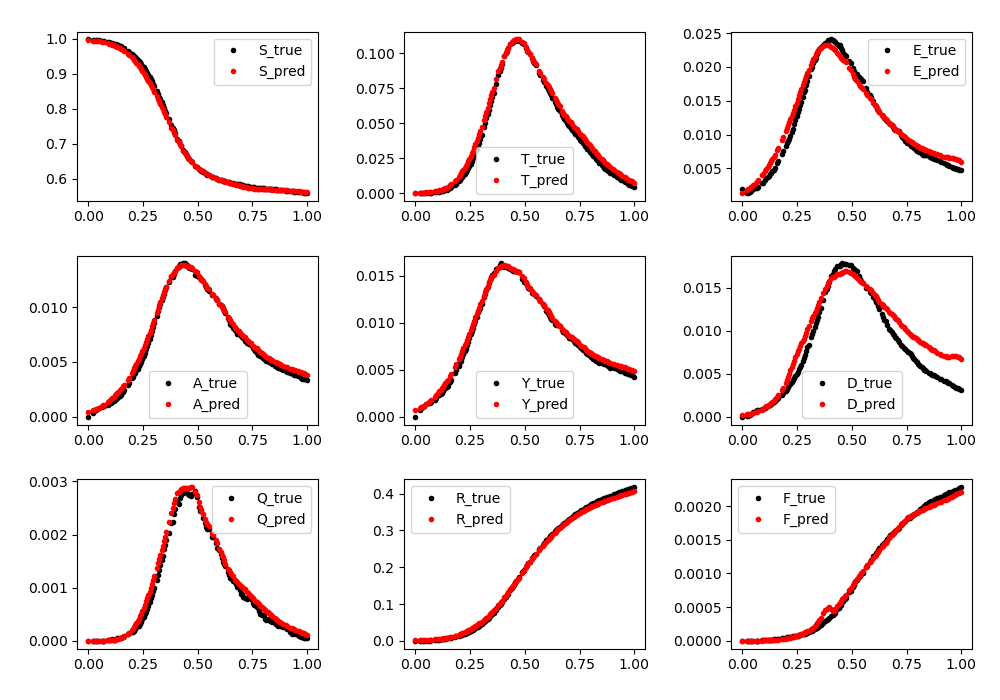 1.0
0.9
0.8
0.7
0.6
S_true
S_pred
0.00 0.25 0.50 0.75 1.00
0.100
0.075
0.050
0.025
0.000
T_true
T_pred
0.00 0.25 0.50 0.75 1.00
0.025
0.020
0.015
0.010
0.005
E_true
E_pred
0.00 0.25 0.50 0.75 1.00
0.010
0.005
0.000
A_true
A_pred
0.00 0.25 0.50 0.75 1.00
0.015
0.010
0.005
0.000
Y_true
Y_pred
0.00 0.25 0.50 0.75 1.00
0.015
0.010
0.005
0.000
D_true
D_pred
0.00 0.25 0.50 0.75 1.00
0.003
0.002
0.001
0.000
Q_true
Q_pred
0.00 0.25 0.50 0.75 1.00
0.4
0.3
0.2
0.1
0.0
R_true
R_pred
0.00 0.25 0.50 0.75 1.00
0.0020
0.0015
0.0010
0.0005
0.0000
F_true
F_pred
0.00 0.25 0.50 0.75 1.00